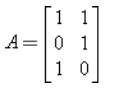 A = [ 1 1
0 1
1 0 ]